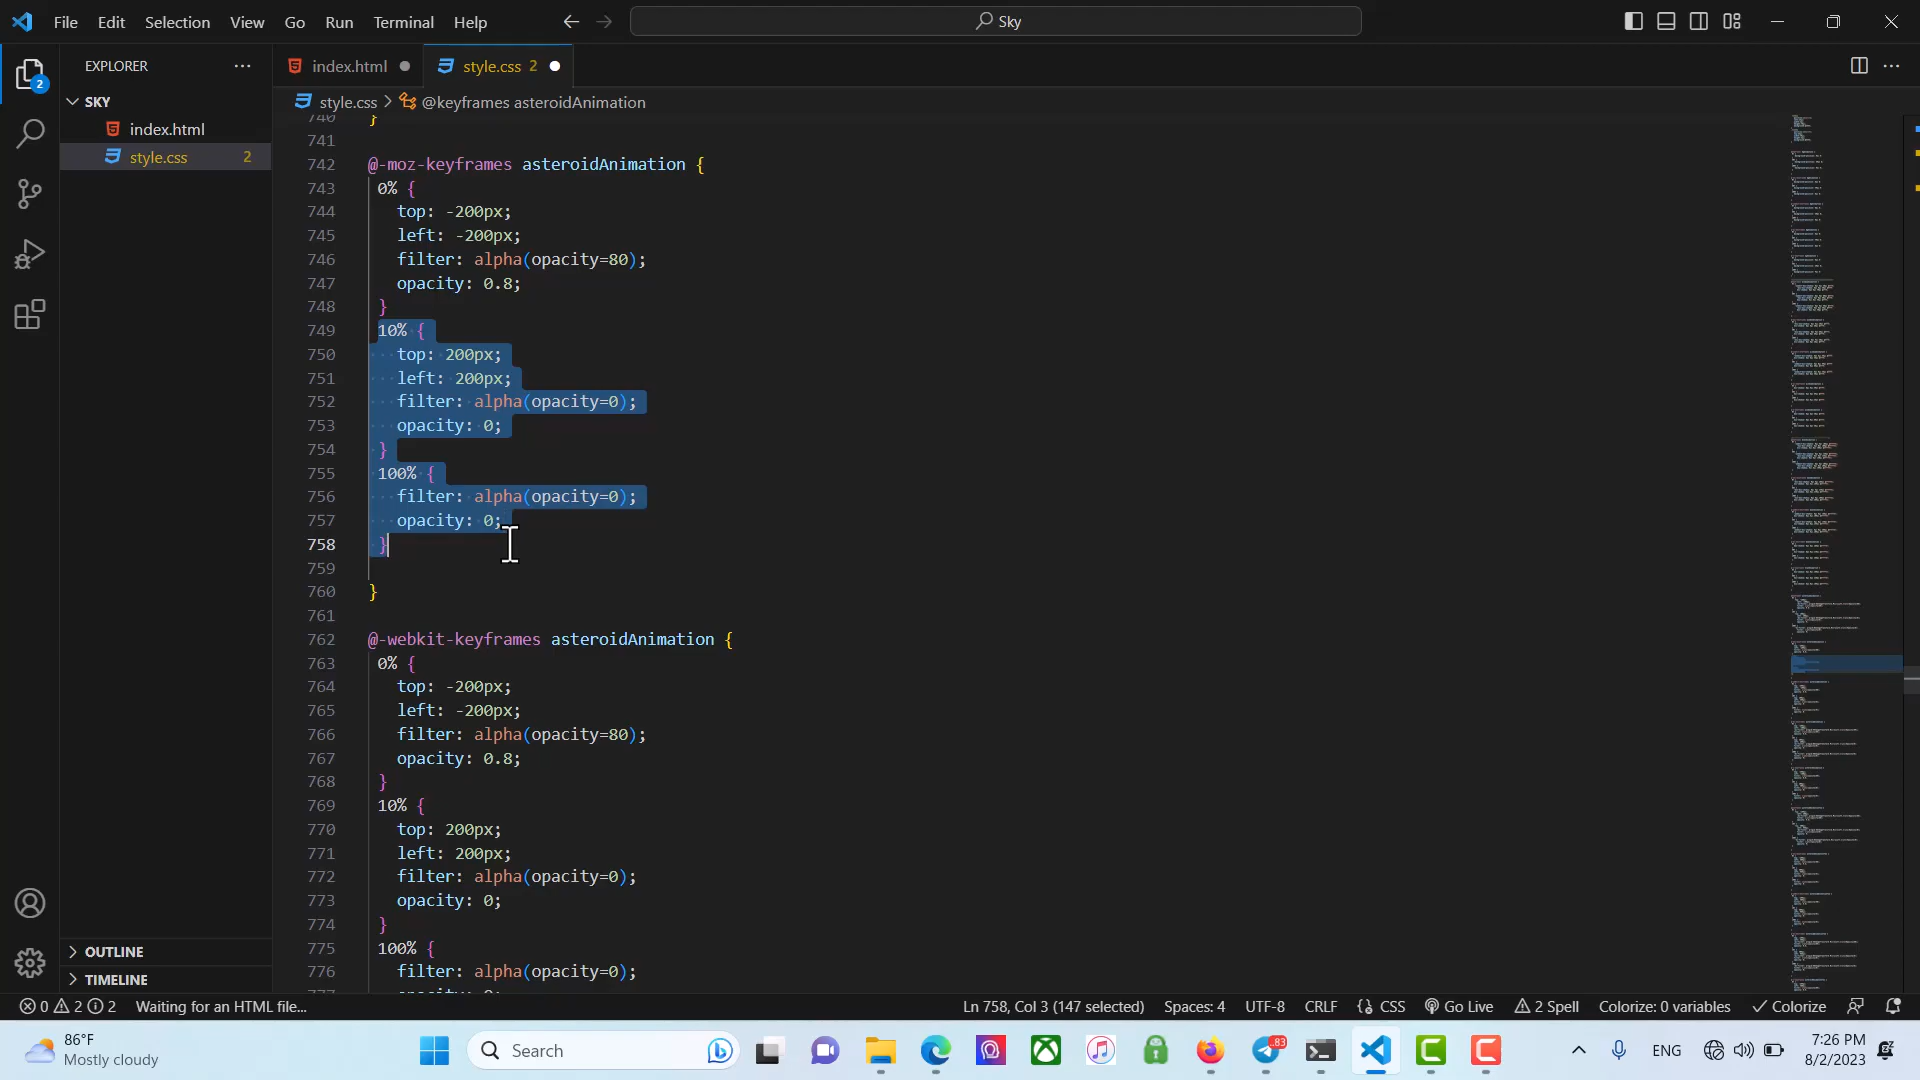 File Edit Selection View Go Run Terminal Help
Sky
EXPLORER
SKY
index.html
style.css 2
OUTLINE
TIMELINE
index.html
style.css 2
style.css > @keyframes asteroidAnimation
740 }
741
742 @-moz-keyframes asteroidAnimation {
743 0% {
744 top: -200px;
745 left: -200px;
746 filter: alpha(opacity=80);
747 opacity: 0.8;
748 }
749 10% {
750 top: 200px;
751 left: 200px;
752 filter: alpha(opacity=0);
753 opacity: 0;
754 }
755 100% {
756 filter: alpha(opacity=0);
757 opacity: 0;
758 }
759
760 }
761
762 @-webkit-keyframes asteroidAnimation {
763 0% {
764 top: -200px;
765 left: -200px;
766 filter: alpha(opacity=80);
767 opacity: 0.8;
768 }
769 10% {
770 top: 200px;
771 left: 200px;
772 filter: alpha(opacity=0);
773 opacity: 0;
774 }
775 100% {
776 filter: alpha(opacity=0);
2
0 2 2 Waiting for an HTML file... Ln 758, Col 3 (147 selected) Spaces: 4 UTF-8 CRLF {} CSS Go Live 2 Spell Colorize: 0 variables Colorize
86°F
Mostly cloudy
Search
83
ENG
7:26 PM
8/2/2023